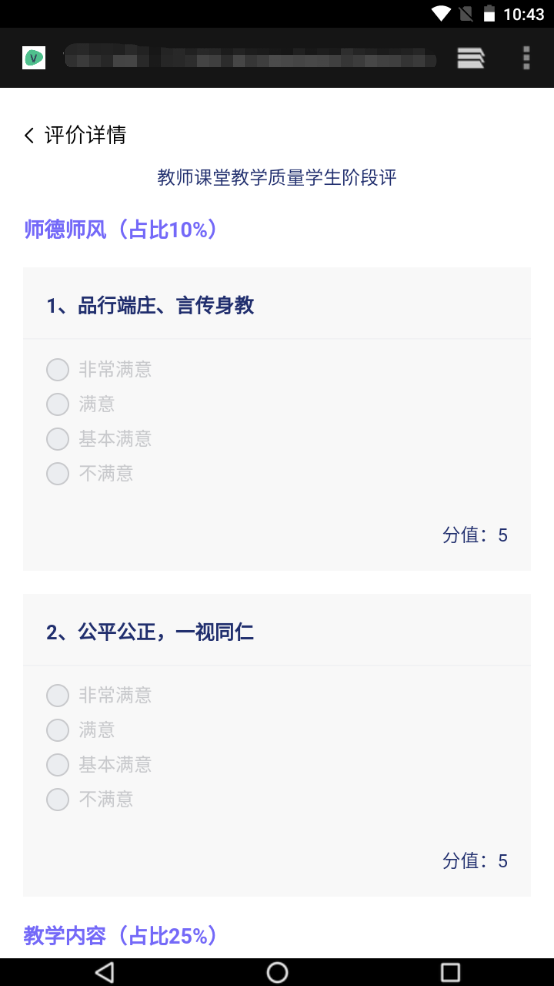 10:43
V
评价详情
教师课堂教学质量学生阶段评
师德师风（占比10%）
1、品行端庄、言传身教
非常满意
满意
基本满意
不满意
分值：5
2、公平公正，一视同仁
非常满意
满意
基本满意
不满意
分值：5
教学内容（占比25%）